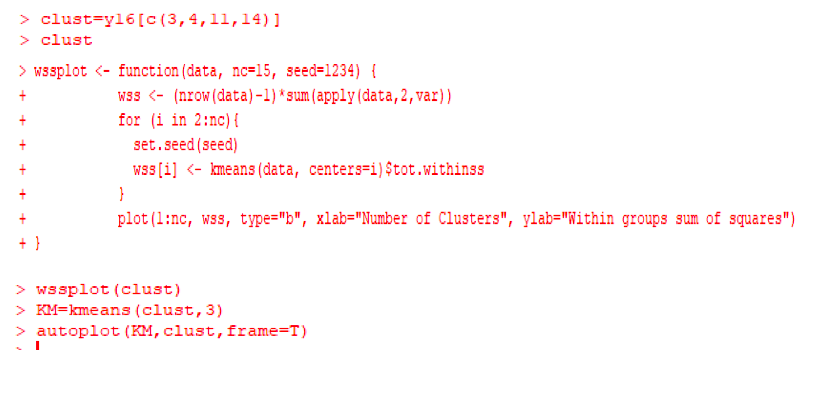 > clust=y16[c(3,4,11,14)]
> clust
> wssplot <- function(data, nc=15, seed=1234) {
+ wss <- (nrow(data)-1)*sum(apply(data,2,var))
+ for (i in 2:nc){
+ set.seed(seed)
+ wss[i] <- kmeans(data, centers=i)$tot.withinss
+ }
+ plot(1:nc, wss, type="b", xlab="Number of Clusters", ylab="Within groups sum of squares")
+ }
> wssplot(clust)
> KM=kmeans(clust,3)
> autoplot(KM,clust,frame=T)